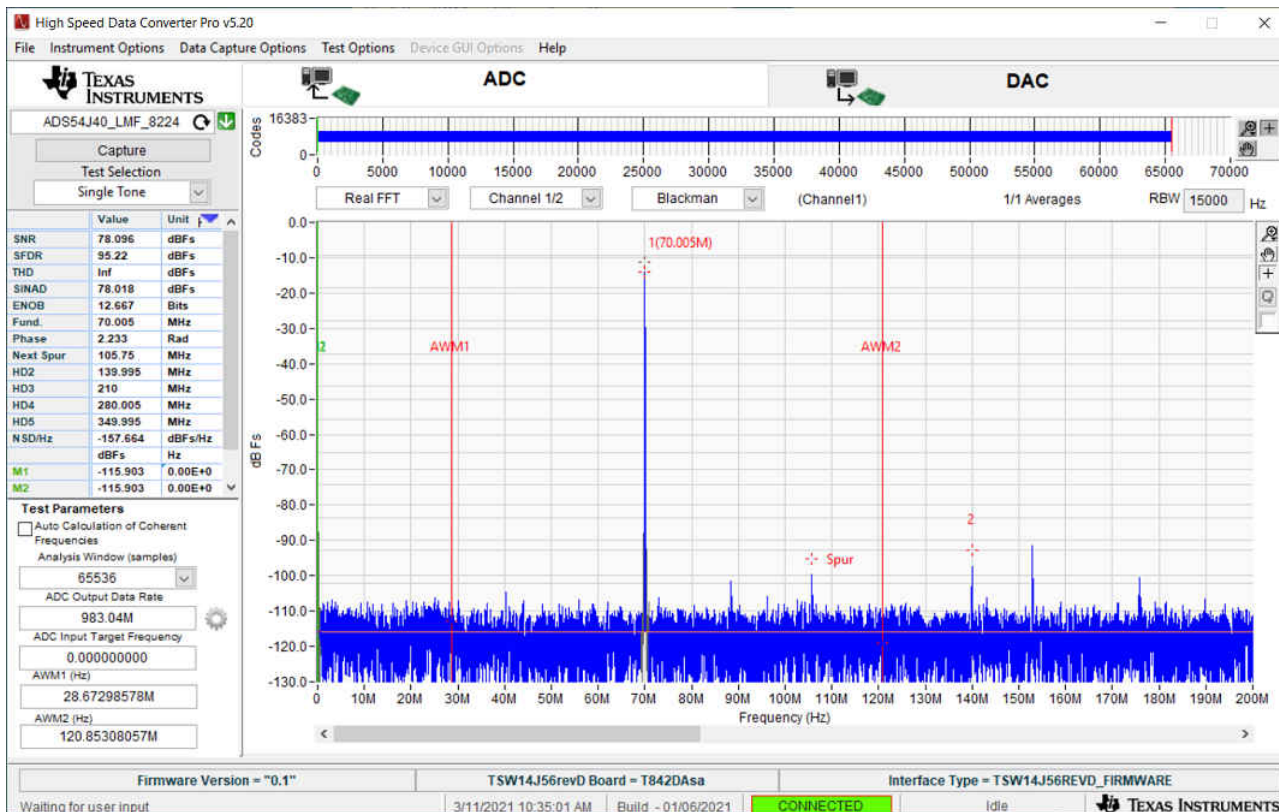 High Speed Data Converter Pro v5.20
File Instrument Options Data Capture Options Test Options Device GUI Options Help
TEXAS INSTRUMENTS
ADC
DAC
ADS54J40_LMF_8224
Capture
Test Selection
Single Tone
Value Unit
SNR 78.096 dBFs
SFDR 95.22 dBFs
THD Inf dBFs
SINAD 78.018 dBFs
ENOB 12.667 Bits
Fund. 70.005 MHz
Phase 2.233 Rad
Next Spur 105.75 MHz
HD2 139.995 MHz
HD3 210 MHz
HD4 280.005 MHz
HD5 349.995 MHz
NSD/Hz -157.664 dBFs/Hz
dBFs Hz
M1 -115.903 0.00E+0
M2 -115.903 0.00E+0
Test Parameters
Auto Calculation of Coherent
Frequencies
Analysis Window (samples)
65536
ADC Output Data Rate
983.04M
ADC Input Target Frequency
0.000000000
AWM1 (Hz)
28.67298578M
AWM2 (Hz)
120.85308057M
Codes
16383
0
0 5000 10000 15000 20000 25000 30000 35000 40000 45000 50000 55000 60000 65000 70000
Real FFT Channel 1/2 Blackman (Channel1) 1/1 Averages RBW 15000 Hz
0.0
-10.0
-20.0
-30.0
-40.0
-50.0
-60.0
-70.0
-80.0
-90.0
-100.0
-110.0
-120.0
-130.0
dBFs
1(70.005M)
AWM1
AWM2
2
Spur
0 10M 20M 30M 40M 50M 60M 70M 80M 90M 100M 110M 120M 130M 140M 150M 160M 170M 180M 190M 200M
Frequency (Hz)
Firmware Version = "0.1" TSW14J56revD Board = T842DAsa Interface Type = TSW14J56REVD_FIRMWARE
Waiting for user input 3/11/2021 10:35:01 AM Build - 01/06/2021 CONNECTED Idle TEXAS INSTRUMENTS